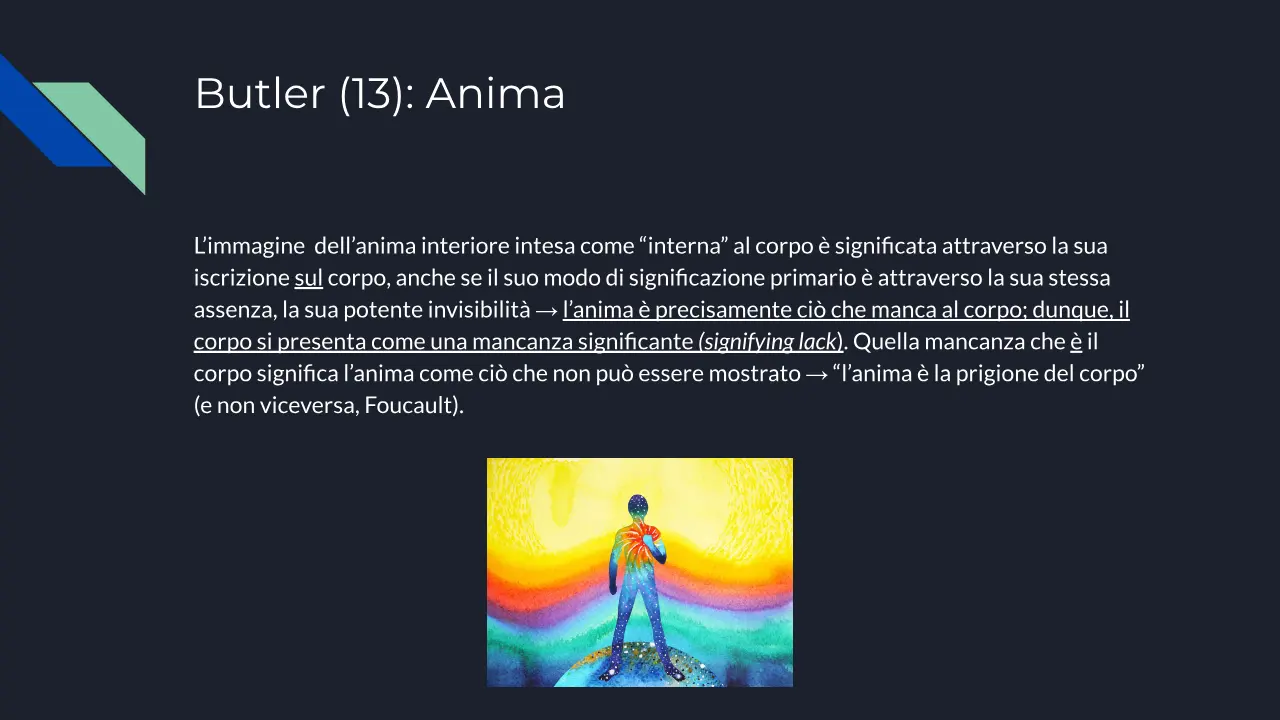 Butler (13): Anima
L’immagine  dell’anima interiore intesa come “interna” al corpo è significata attraverso la sua
iscrizione sul corpo, anche se il suo modo di significazione primario è attraverso la sua stessa
assenza, la sua potente invisibilità → l’anima è precisamente ciò che manca al corpo; dunque, il
corpo si presenta come una mancanza significante (signifying lack). Quella mancanza che è il
corpo significa l’anima come ciò che non può essere mostrato → “l’anima è la prigione del corpo”
(e non viceversa, Foucault).